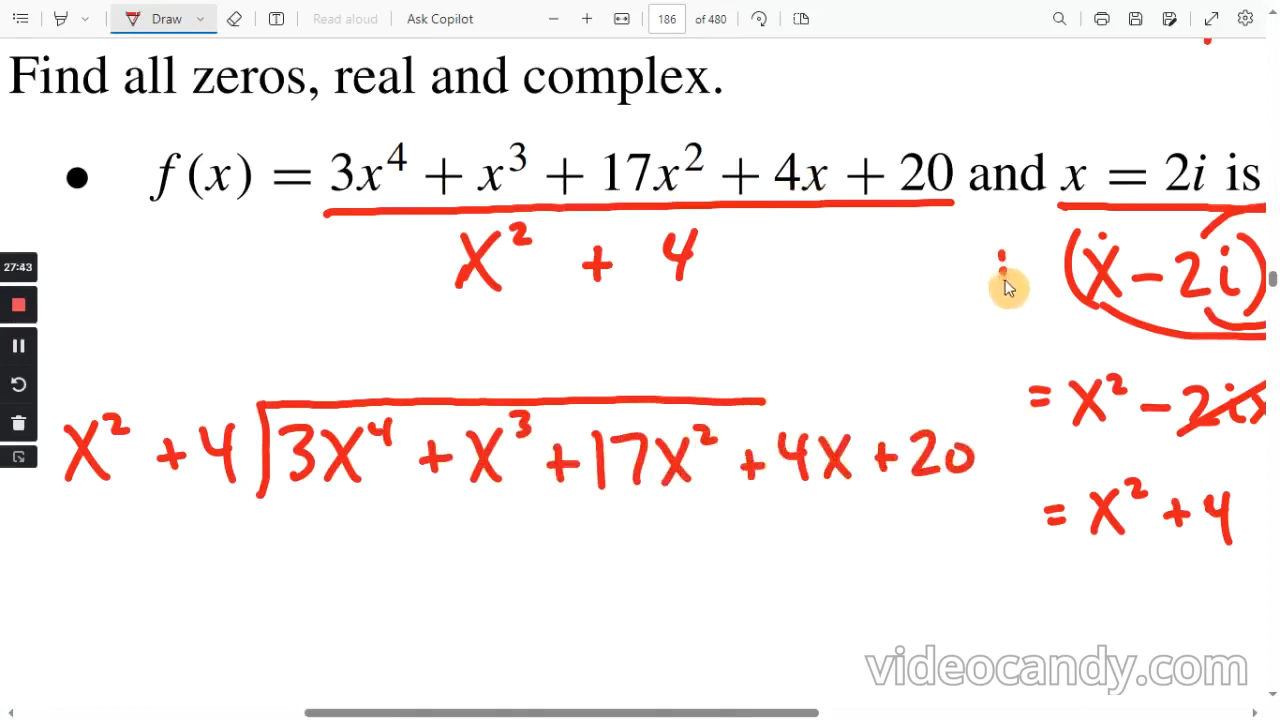 Draw Read aloud Ask Copilot 186 of 480
Find all zeros, real and complex.
• f(x) = 3x⁴ + x³ + 17x² + 4x + 20 and x = 2i is
x² + 4
(x − 2i)
27:43
= x² − 2ix
x² + 4 3x⁴ + x³ + 17x² + 4x + 20
= x² + 4
videocandy.com